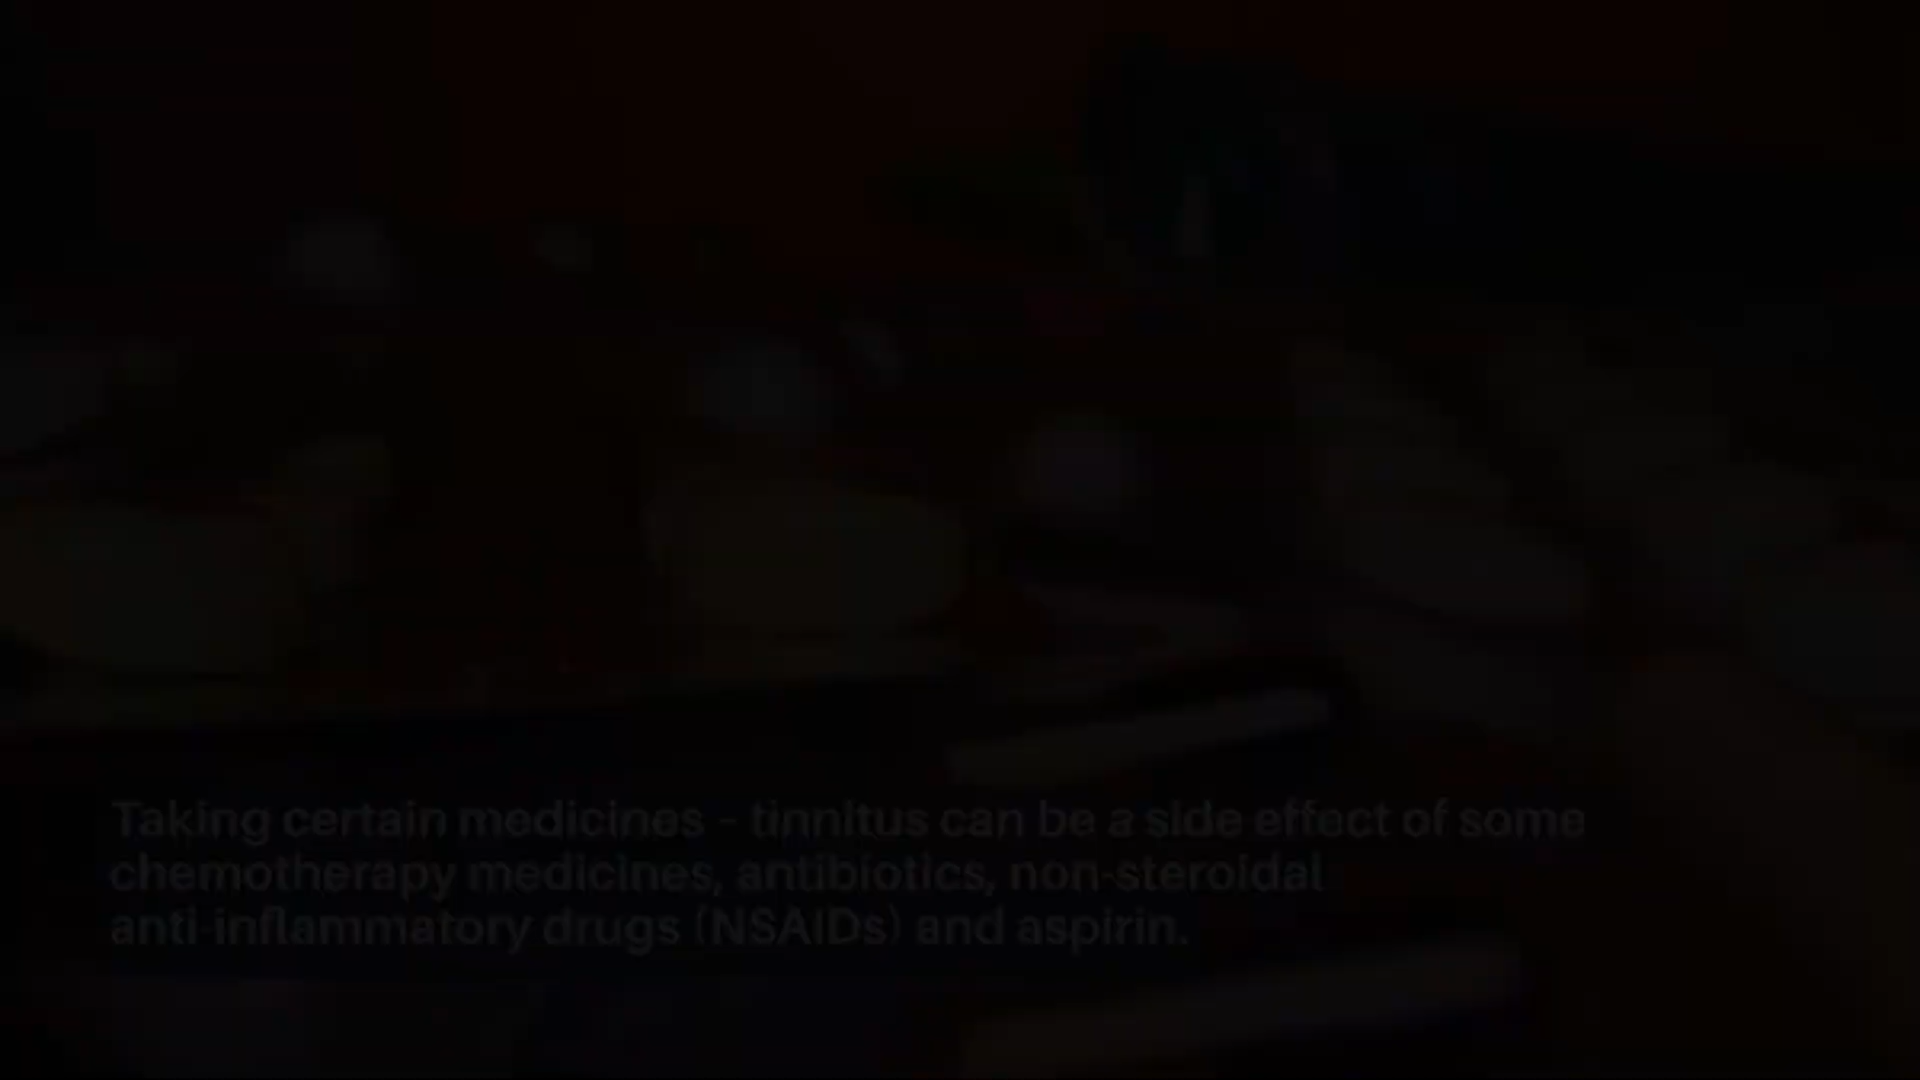 Taking certain medicines – tinnitus can be a side effect of some
chemotherapy medicines, antibiotics, non-steroidal
anti-inflammatory drugs (NSAIDs) and aspirin.